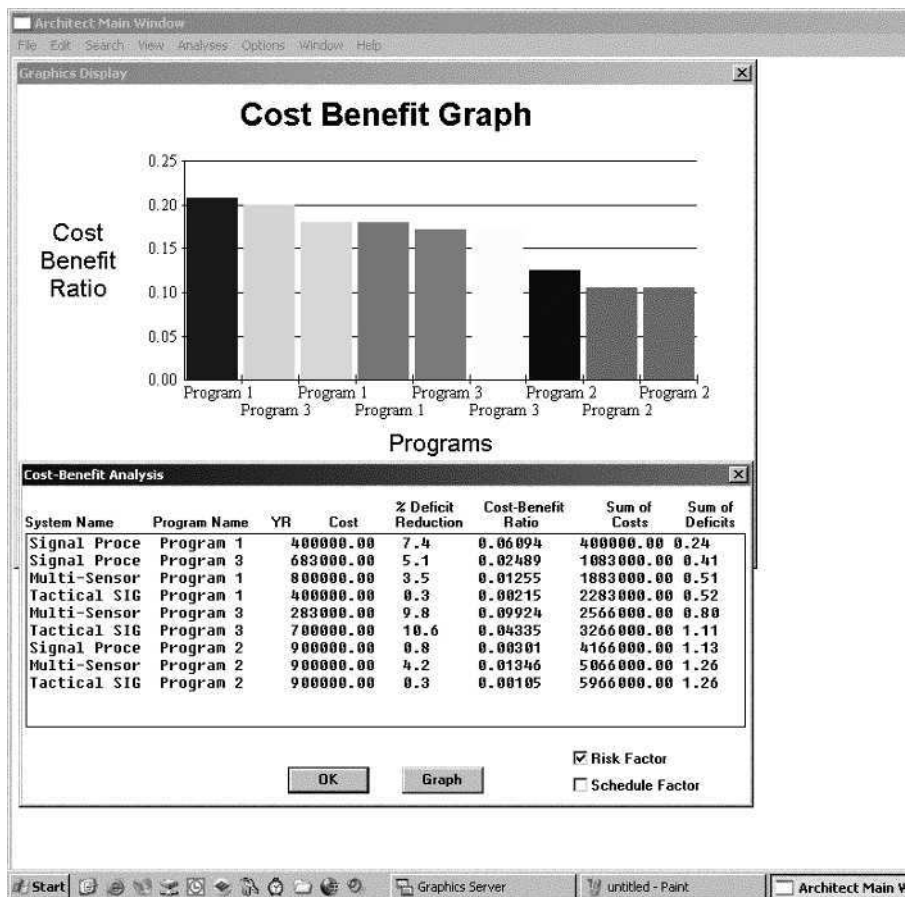 Architect Main Window
File Edit Search View Analyses Options Window Help
Graphics Display
Cost Benefit Graph
0.25
0.20
0.15
0.10
0.05
0.00
Cost
Benefit
Ratio
Program 1 Program 1 Program 3 Program 2
Program 3 Program 1 Program 3 Program 2 Program 2
Programs
Cost-Benefit Analysis
% Deficit Cost-Benefit Sum of Sum of
System Name Program Name YR Cost Reduction Ratio Costs Deficits
Signal Proce Program 1 400000.00 7.4 0.06094 400000.00 0.24
Signal Proce Program 3 683000.00 5.1 0.02489 1083000.00 0.41
Multi-Sensor Program 1 800000.00 3.5 0.01255 1883000.00 0.51
Tactical SIG Program 1 400000.00 0.3 0.00215 2283000.00 0.52
Multi-Sensor Program 3 283000.00 9.8 0.09924 2566000.00 0.80
Tactical SIG Program 3 700000.00 10.6 0.04335 3266000.00 1.11
Signal Proce Program 2 900000.00 0.8 0.00301 4166000.00 1.13
Multi-Sensor Program 2 900000.00 4.2 0.01346 5066000.00 1.26
Tactical SIG Program 2 900000.00 0.3 0.00105 5966000.00 1.26
Risk Factor
OK Graph
Schedule Factor
Start Graphics Server untitled - Paint Architect Main W